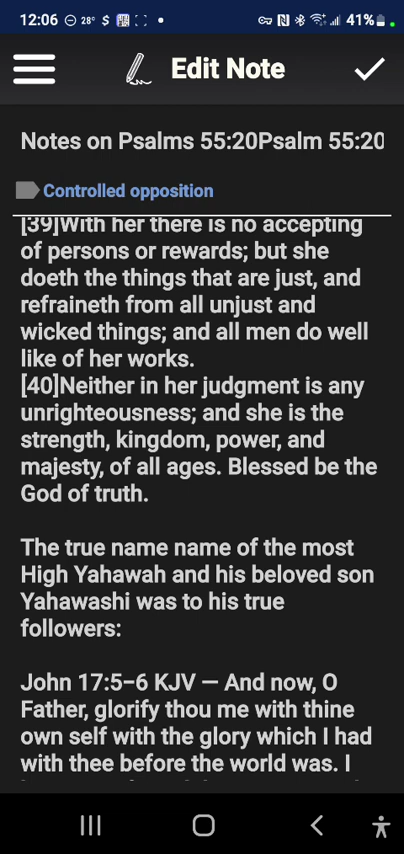 12:06 28° $ 41%
Edit Note
Notes on Psalms 55:20Psalm 55:20
Controlled opposition
[39]With her there is no accepting
of persons or rewards; but she
doeth the things that are just, and
refraineth from all unjust and
wicked things; and all men do well
like of her works.
[40]Neither in her judgment is any
unrighteousness; and she is the
strength, kingdom, power, and
majesty, of all ages. Blessed be the
God of truth.
The true name name of the most
High Yahawah and his beloved son
Yahawashi was to his true
followers:
John 17:5–6 KJV — And now, O
Father, glorify thou me with thine
own self with the glory which I had
with thee before the world was. I